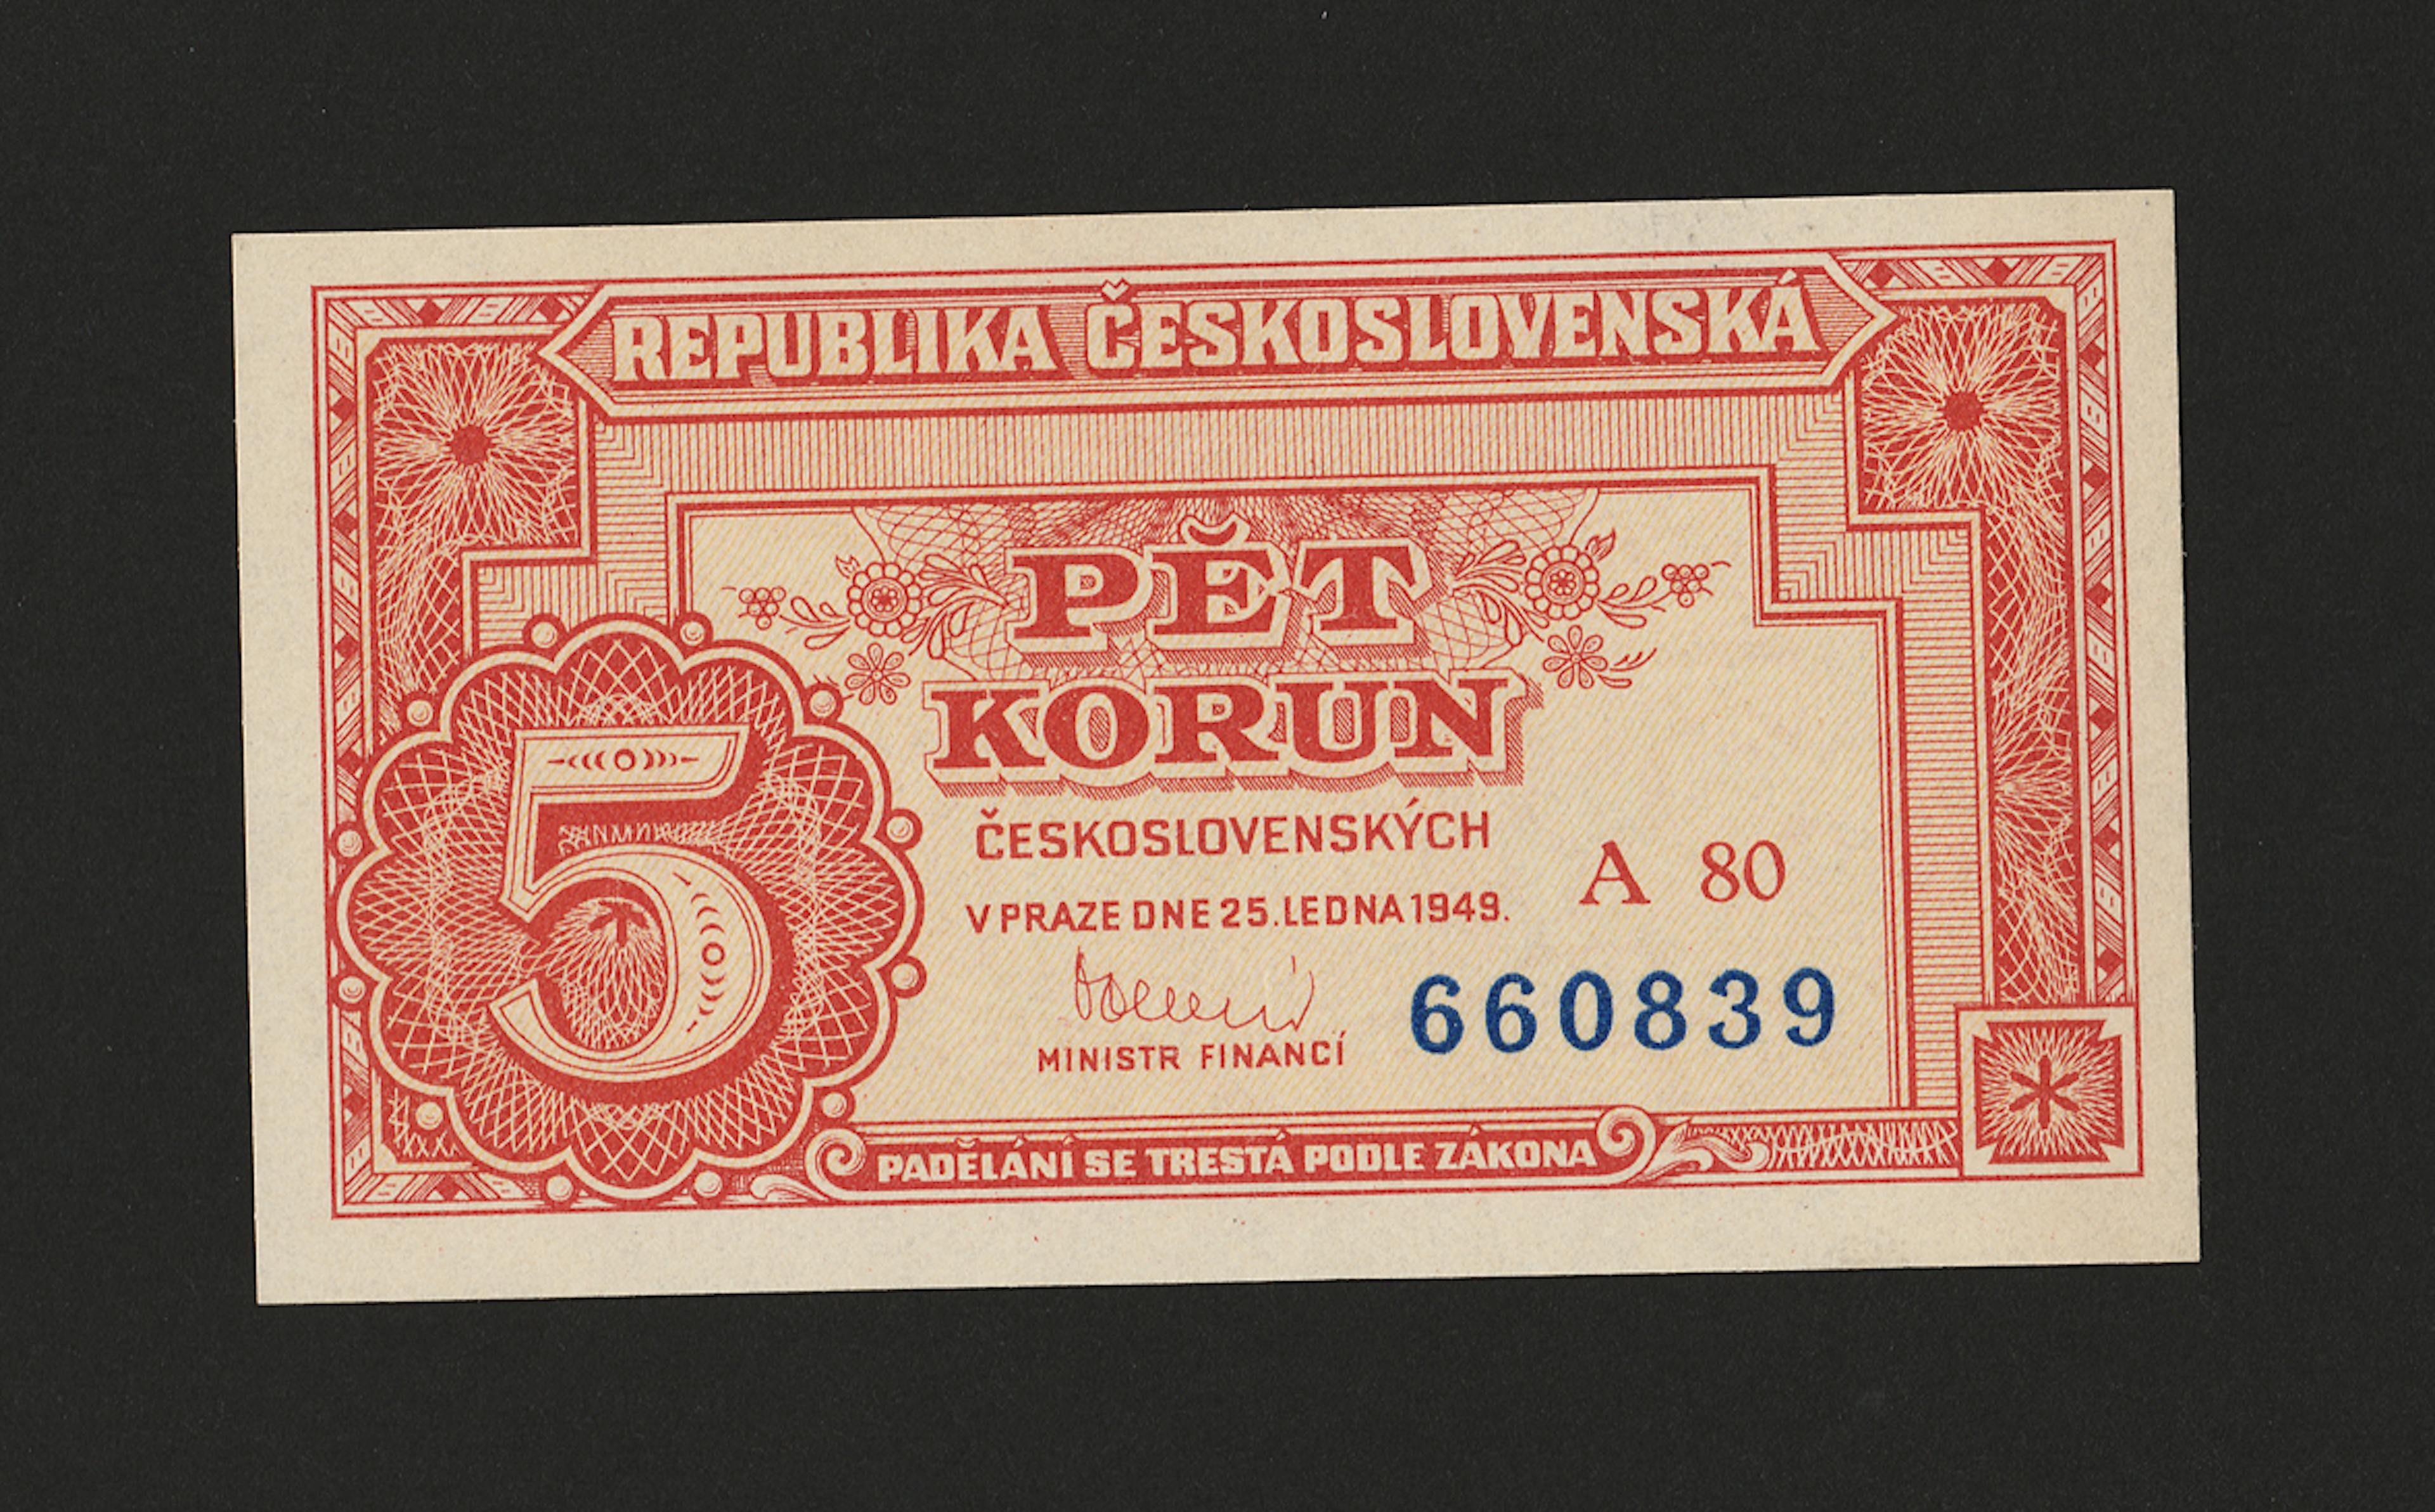 REPUBLIKA ČESKOSLOVENSKÁ
PĚT
KORUN
5
ČESKOSLOVENSKÝCH
A 80
V PRAZE DNE 25. LEDNA 1949.
660839
MINISTR FINANCÍ
PADĚLÁNÍ SE TRESTÁ PODLE ZÁKONA